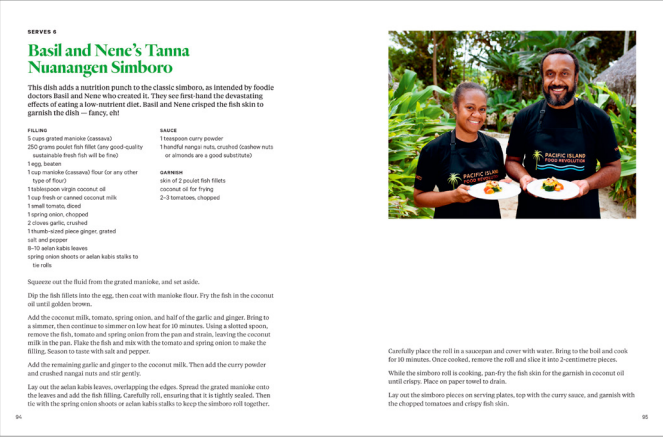 SERVES 6
Basil and Nene's Tanna
Nuanangen Simboro
This dish adds a nutrition punch to the classic simboro, as intended by foodie
doctors Basil and Nene who created it. They see first-hand the devastating
effects of eating a low-nutrient diet. Basil and Nene crisped the fish skin to
garnish the dish — fancy, eh!
FILLING
5 cups grated manioke (cassava)
250 grams poulet fish fillet (any good-quality
sustainable fresh fish will be fine)
1 egg, beaten
1 cup manioke (cassava) flour (or any other
type of flour)
1 tablespoon virgin coconut oil
1 cup fresh or canned coconut milk
1 small tomato, diced
1 spring onion, chopped
2 cloves garlic, crushed
1 thumb-sized piece ginger, grated
salt and pepper
8–10 aelan kabis leaves
spring onion shoots or aelan kabis stalks to
tie rolls
SAUCE
1 teaspoon curry powder
1 handful nangai nuts, crushed (cashew nuts
or almonds are a good substitute)
GARNISH
skin of 2 poulet fish fillets
coconut oil for frying
2–3 tomatoes, chopped
Squeeze out the fluid from the grated manioke, and set aside.
Dip the fish fillets into the egg, then coat with manioke flour. Fry the fish in the coconut
oil until golden brown.
Add the coconut milk, tomato, spring onion, and half of the garlic and ginger. Bring to
a simmer, then continue to simmer on low heat for 10 minutes. Using a slotted spoon,
remove the fish, tomato and spring onion from the pan and strain, leaving the coconut
milk in the pan. Flake the fish and mix with the tomato and spring onion to make the
filling. Season to taste with salt and pepper.
Add the remaining garlic and ginger to the coconut milk. Then add the curry powder
and crushed nangai nuts and stir gently.
Lay out the aelan kabis leaves, overlapping the edges. Spread the grated manioke onto
the leaves and add the fish filling. Carefully roll, ensuring that it is tightly sealed. Then
tie with the spring onion shoots or aelan kabis stalks to keep the simboro roll together.
94
PACIFIC ISLAND
FOOD REVOLUTION
PACIFIC ISLAND
FOOD REVOLUTION
Carefully place the roll in a saucepan and cover with water. Bring to the boil and cook
for 10 minutes. Once cooked, remove the roll and slice it into 2-centimetre pieces.
While the simboro roll is cooking, pan-fry the fish skin for the garnish in coconut oil
until crispy. Place on paper towel to drain.
Lay out the simboro pieces on serving plates, top with the curry sauce, and garnish with
the chopped tomatoes and crispy fish skin.
95